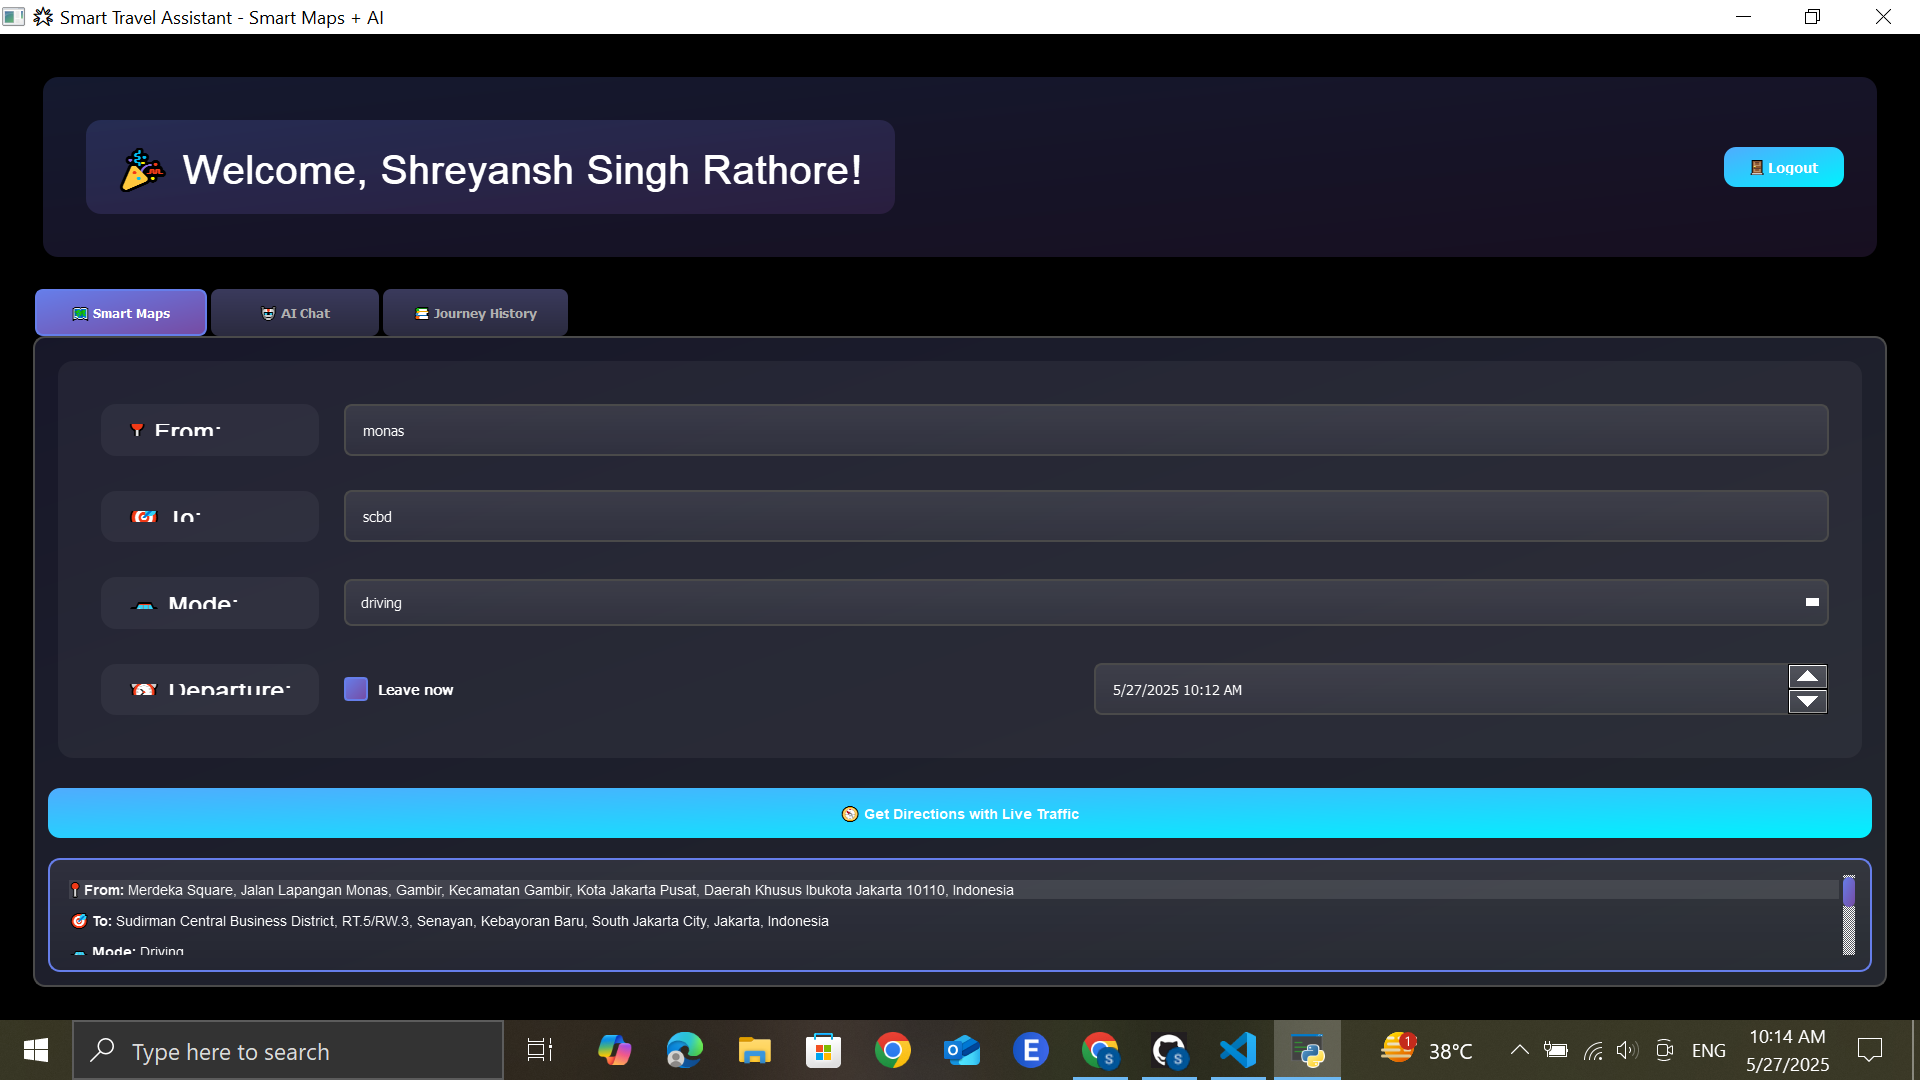 Smart Travel Assistant - Smart Maps + AI
Welcome, Shreyansh Singh Rathore!
Logout
Smart Maps
AI Chat
Journey History
From:
monas
To:
scbd
Mode:
driving
Departure:
Leave now
5/27/2025 10:12 AM
Get Directions with Live Traffic
From: Merdeka Square, Jalan Lapangan Monas, Gambir, Kecamatan Gambir, Kota Jakarta Pusat, Daerah Khusus Ibukota Jakarta 10110, Indonesia
To: Sudirman Central Business District, RT.5/RW.3, Senayan, Kebayoran Baru, South Jakarta City, Jakarta, Indonesia
Mode: Driving
Type here to search
E
S
S
1
38°C
ENG
10:14 AM
5/27/2025